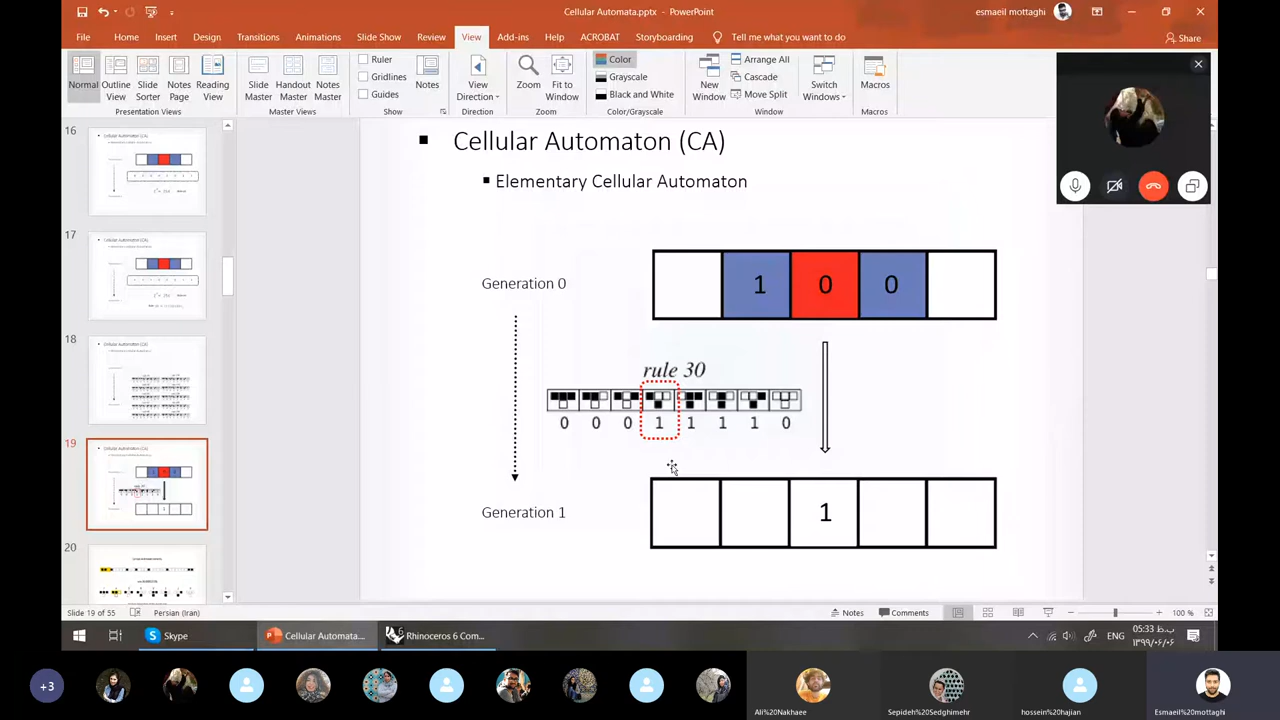 Cellular Automata.pptx - PowerPoint
esmaeil mottaghi
File Home Insert Design Transitions Animations Slide Show Review View Add-ins Help ACROBAT Storyboarding Tell me what you want to do Share
Normal Outline View Slide Sorter Notes Page Reading View
Presentation Views
Slide Master Handout Master Notes Master
Master Views
Ruler
Gridlines
Guides
Show
Notes
View Direction
Direction
Zoom Fit to Window
Zoom
Color
Grayscale
Black and White
Color/Grayscale
New Window
Arrange All
Cascade
Move Split
Window
Switch Windows
Macros
Macros
16
17
18
19
20
Cellular Automaton (CA)
Elementary Cellular Automaton
Generation 0
1 0 0
rule 30
0 0 0 1 1 1 1 0
Generation 1
1
Slide 19 of 55 Persian (Iran) Notes Comments 100 %
Skype Cellular Automata... Rhinoceros 6 Com... ENG
05:33 ب.ظ
۱۳۹۹/۰۶/۰۶
+3
Ali%20Nakhaee Sepideh%20Sedghimehr hossein%20hajian Esmaeil%20mottaghi